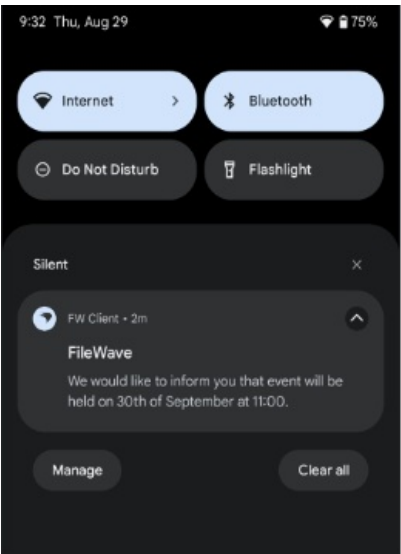 9:32 Thu, Aug 29 75%
Internet Bluetooth
Do Not Disturb Flashlight
Silent
FW Client • 2m
FileWave
We would like to inform you that event will be
held on 30th of September at 11:00.
Manage Clear all